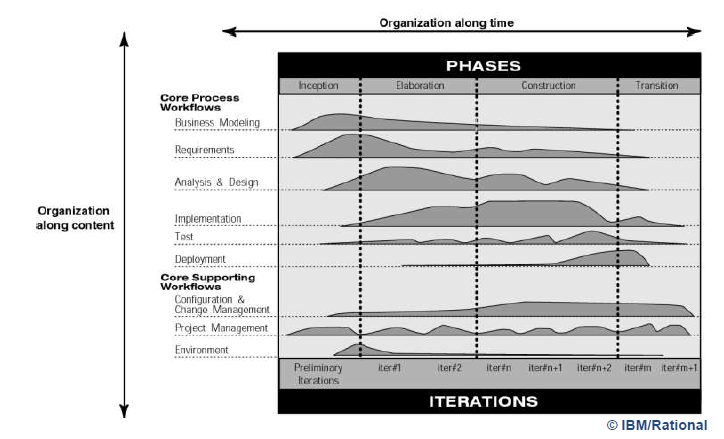 Organization along time
PHASES
Inception Elaboration Construction Transition
Core Process
Workflows
Business Modeling
Requirements
Analysis & Design
Organization
along content
Implementation
Test
Deployment
Core Supporting
Workflows
Configuration &
Change Management
Project Management
Environment
Preliminary
Iterations
iter#1 iter#2 iter#n iter#n+1 iter#n+2 iter#m iter#m+1
ITERATIONS
© IBM/Rational